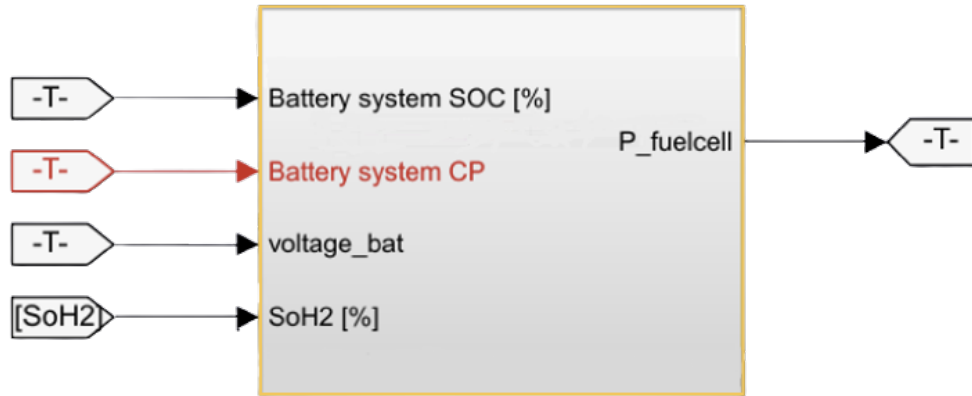 -T-
Battery system SOC [%]
P_fuelcell
-T-
-T-
Battery system CP
-T-
voltage_bat
[SoH2]
SoH2 [%]